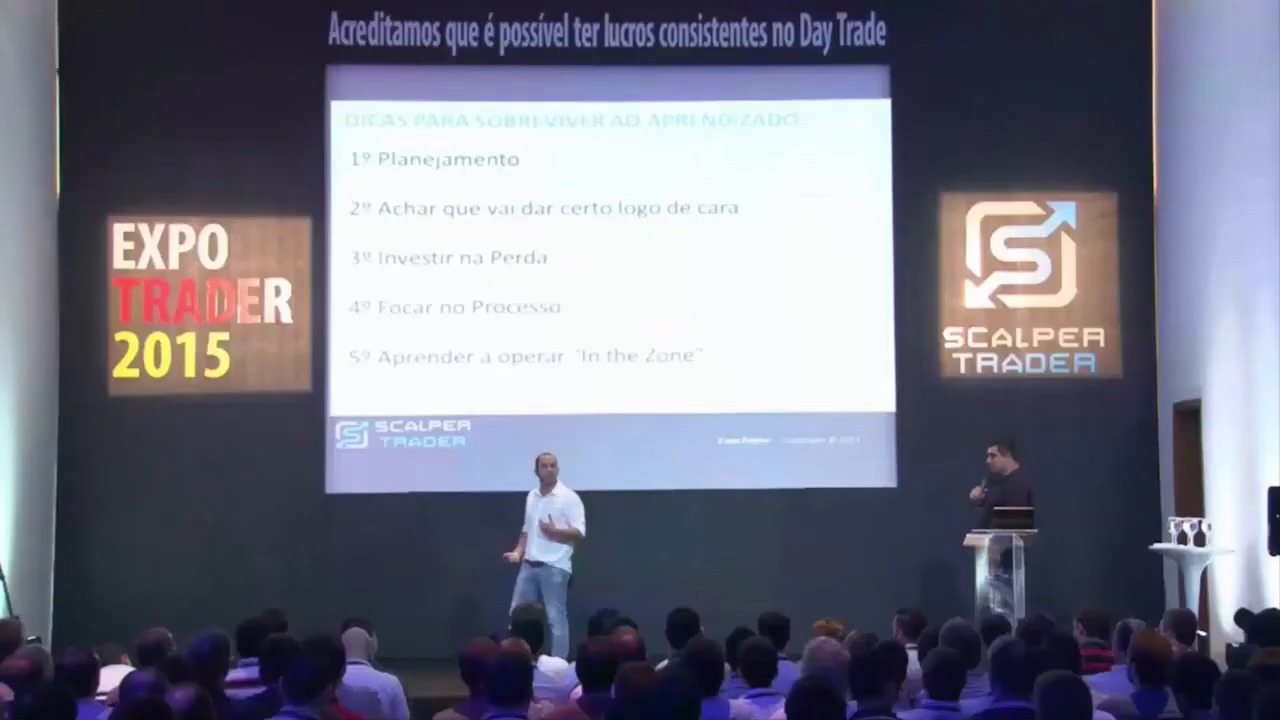 Acreditamos que é possível ter lucros consistentes no Day Trade
DICAS PARA SOBREVIVER AO APRENDIZADO
1º Planejamento
2º Achar que vai dar certo logo de cara
3º Investir na Perda
4º Focar no Processo
5º Aprender a operar "In the Zone"
SCALPER
TRADER
EXPO
TRADER
2015
SCALPER
TRADER